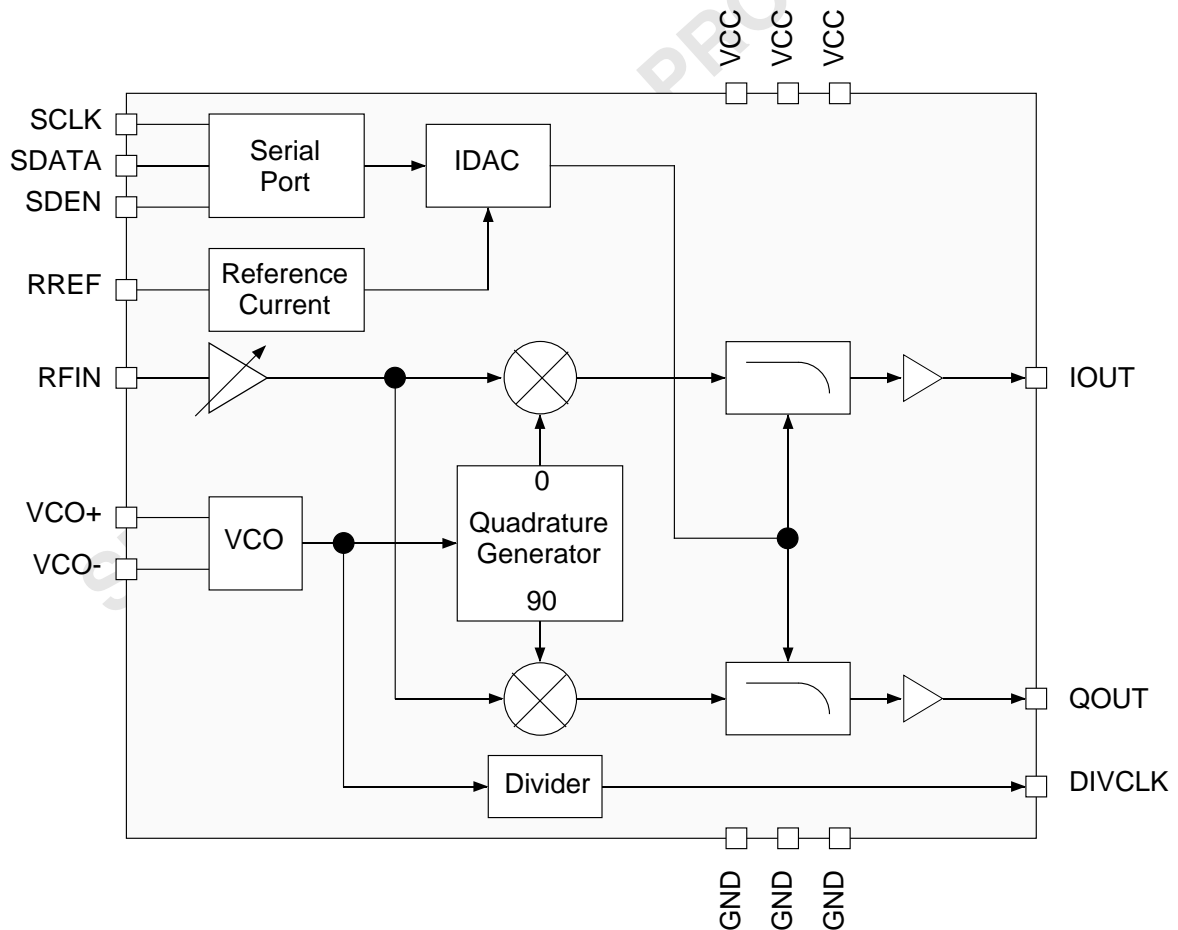 VCC
VCC
VCC
SCLK
SDATA
SDEN
Serial
Port
IDAC
RREF
Reference
Current
RFIN
IOUT
VCO+
VCO-
VCO
0
Quadrature
Generator
90
QOUT
Divider
DIVCLK
GND
GND
GND